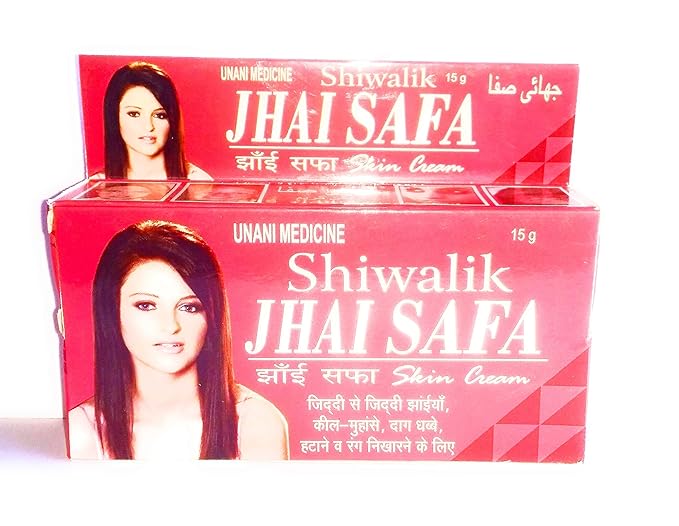 UNANI MEDICINE
Shiwalik 15 g جھائی صفا
JHAI SAFA
झाँई सफा Skin Cream
UNANI MEDICINE
15 g
Shiwalik
JHAI SAFA
झाँई सफा Skin Cream
जिद्दी से जिद्दी झांईयाँ,
कील-मुहांसे, दाग धब्बे,
हटाने व रंग निखारने के लिए